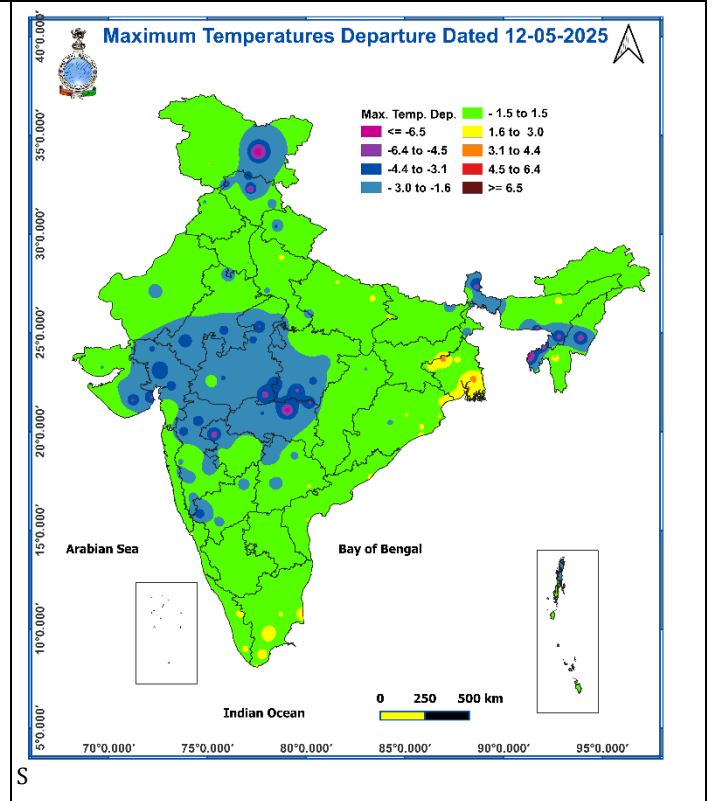 Maximum Temperatures Departure Dated 12-05-2025
Max. Temp. Dep.
<= -6.5
-6.4 to -4.5
-4.4 to -3.1
- 3.0 to -1.6
- 1.5 to 1.5
1.6 to 3.0
3.1 to 4.4
4.5 to 6.4
>= 6.5
40°0.000'
35°0.000'
30°0.000'
25°0.000'
20°0.000'
15°0.000'
10°0.000'
5°0.000'
Arabian Sea
Bay of Bengal
Indian Ocean
0 250 500 km
70°0.000' 75°0.000' 80°0.000' 85°0.000' 90°0.000' 95°0.000'
S